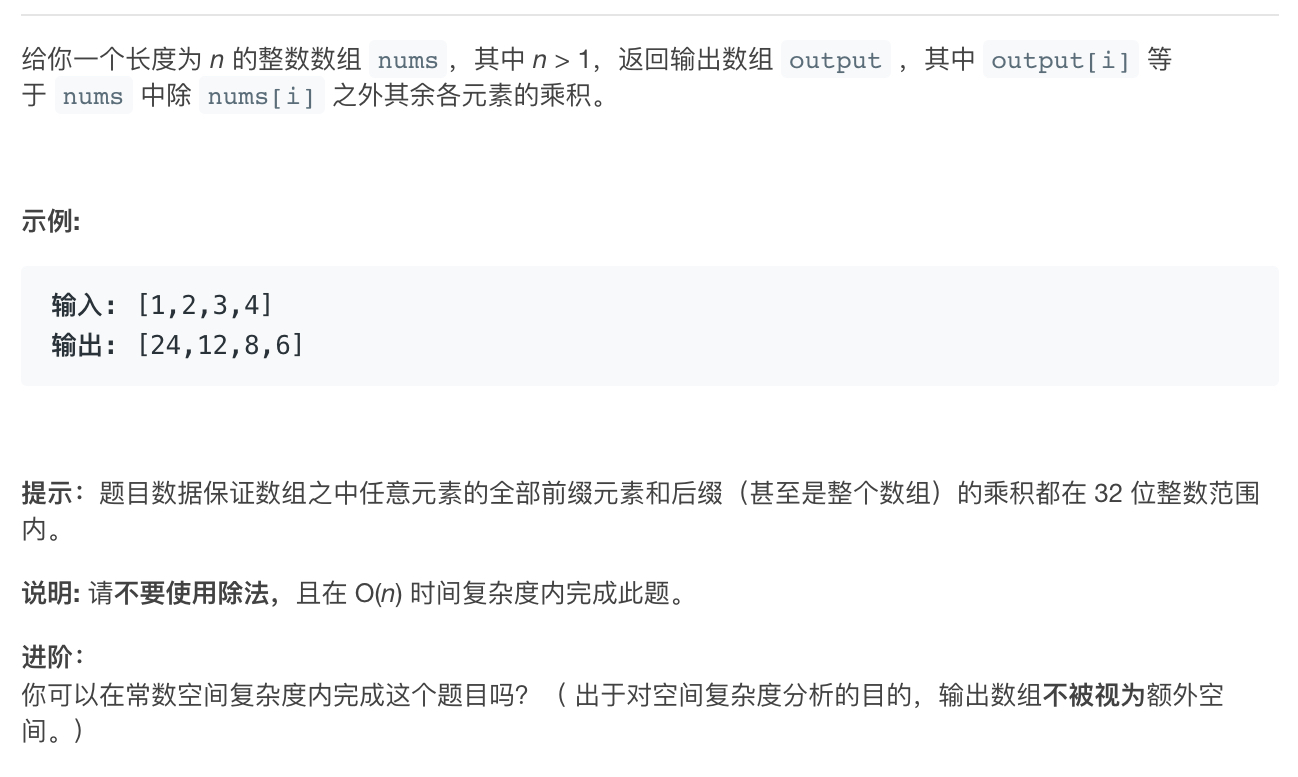 给你一个长度为 n 的整数数组 nums ，其中 n > 1，返回输出数组 output ，其中 output[i] 等
于 nums 中除 nums[i] 之外其余各元素的乘积。
示例:
输入: [1,2,3,4]
输出: [24,12,8,6]
提示：题目数据保证数组之中任意元素的全部前缀元素和后缀（甚至是整个数组）的乘积都在 32 位整数范围
内。
说明: 请不要使用除法，且在 O(n) 时间复杂度内完成此题。
进阶：
你可以在常数空间复杂度内完成这个题目吗？（ 出于对空间复杂度分析的目的，输出数组不被视为额外空
间。）